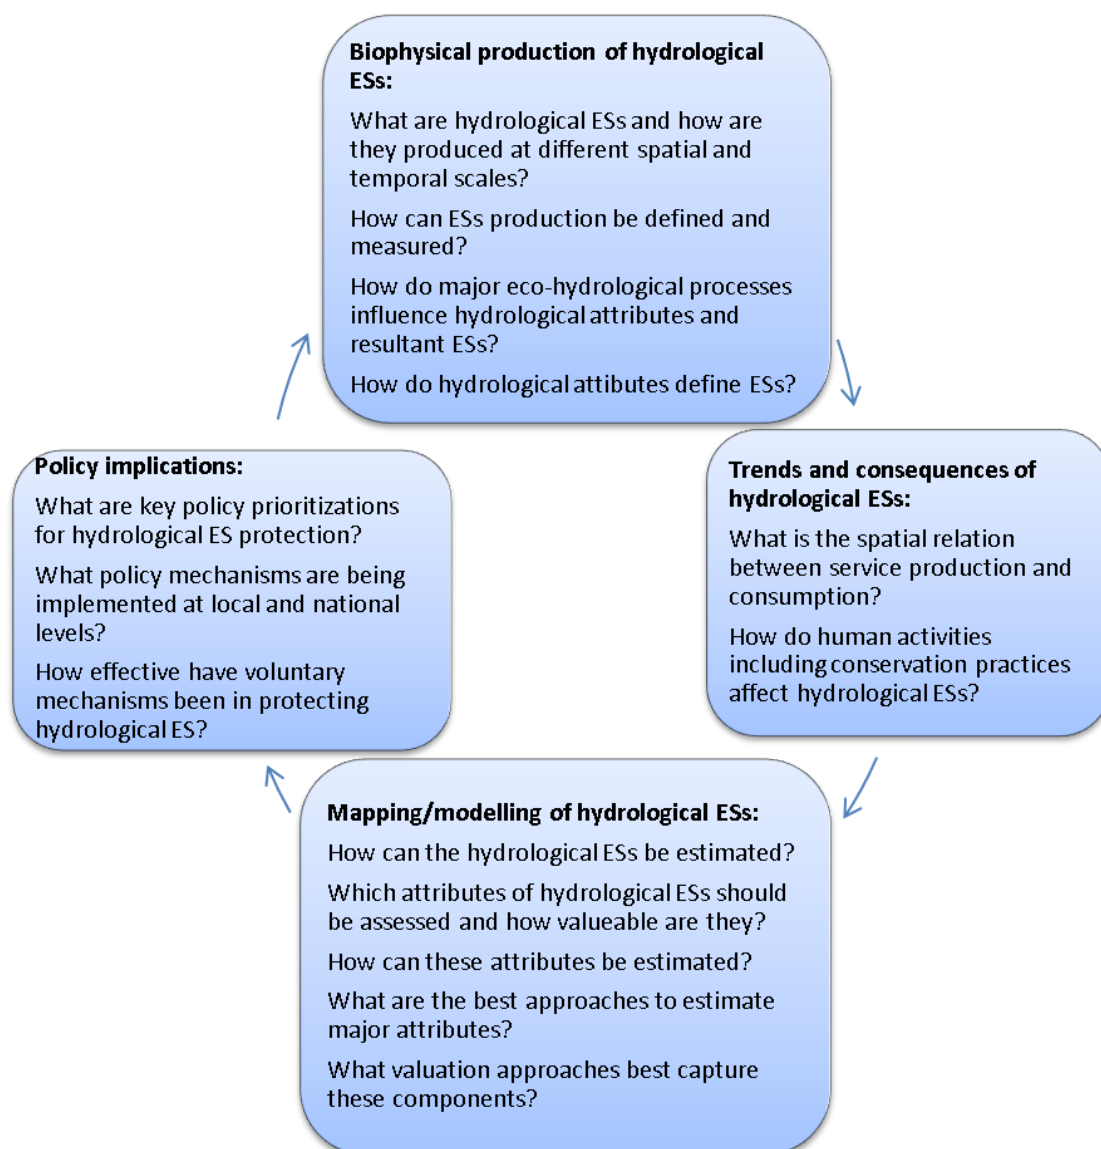 Biophysical production of hydrological
ESs:
What are hydrological ESs and how are
they produced at different spatial and
temporal scales?
How can ESs production be defined and
measured?
How do major eco-hydrological processes
influence hydrological attributes and
resultant ESs?
How do hydrological attibutes define ESs?
Trends and consequences of
hydrological ESs:
What is the spatial relation
between service production and
consumption?
How do human activities
including conservation practices
affect hydrological ESs?
Mapping/modelling of hydrological ESs:
How can the hydrological ESs be estimated?
Which attributes of hydrological ESs should
be assessed and how valueable are they?
How can these attributes be estimated?
What are the best approaches to estimate
major attributes?
What valuation approaches best capture
these components?
Policy implications:
What are key policy prioritizations
for hydrological ES protection?
What policy mechanisms are being
implemented at local and national
levels?
How effective have voluntary
mechanisms been in protecting
hydrological ES?